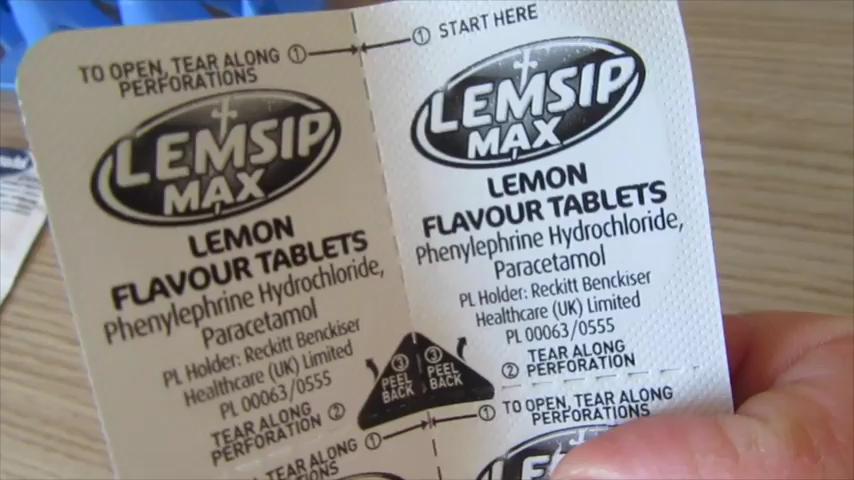 TO OPEN, TEAR ALONG ①
PERFORATIONS
LEMSIP
MAX
LEMON
FLAVOUR TABLETS
Phenylephrine Hydrochloride,
Paracetamol
PL Holder: Reckitt Benckiser
Healthcare (UK) Limited
PL 00063/0555
TEAR ALONG ②
PERFORATION
① START HERE
LEMSIP
MAX
LEMON
FLAVOUR TABLETS
Phenylephrine Hydrochloride,
Paracetamol
PL Holder: Reckitt Benckiser
Healthcare (UK) Limited
PL 00063/0555
② TEAR ALONG
PERFORATION
③ PEEL BACK
③ PEEL BACK
① TO OPEN, TEAR ALONG
PERFORATIONS
TEAR ALONG ①